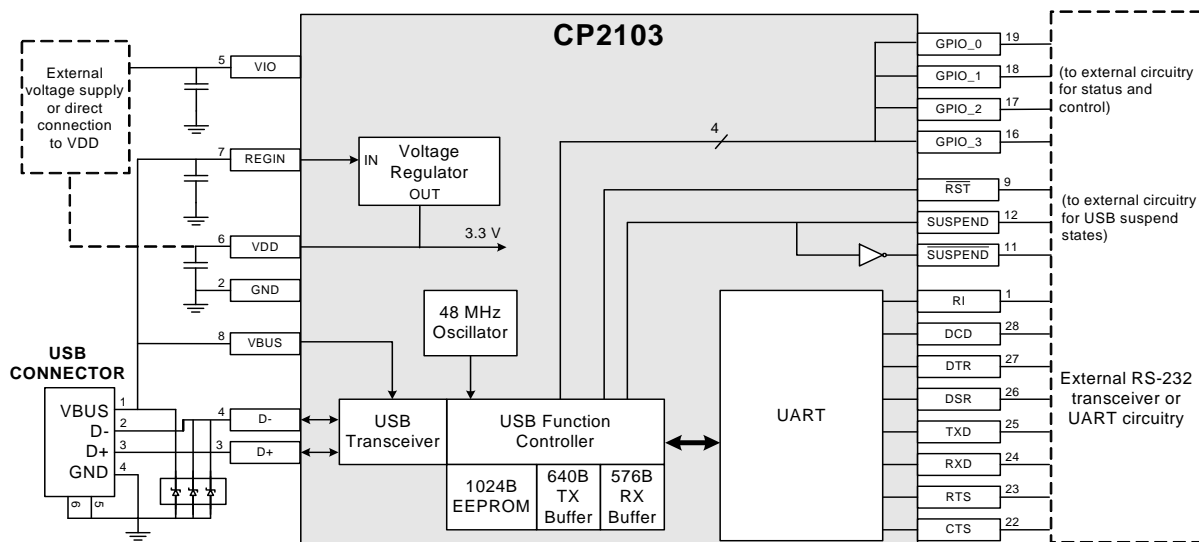 CP2103
External
voltage supply
or direct
connection
to VDD
5
VIO
7
REGIN
IN
Voltage
Regulator
OUT
6
VDD
3.3 V
2
GND
48 MHz
Oscillator
8
VBUS
USB
CONNECTOR
VBUS
D-
D+
GND
1
2
3
4
6
5
4
D-
3
D+
USB
Transceiver
USB Function
Controller
1024B
EEPROM
640B
TX
Buffer
576B
RX
Buffer
UART
4
GPIO_0
19
GPIO_1
18
GPIO_2
17
GPIO_3
16
RST
9
SUSPEND
12
SUSPEND
11
RI
1
DCD
28
DTR
27
DSR
26
TXD
25
RXD
24
RTS
23
CTS
22
(to external circuitry
for status and
control)
(to external circuitry
for USB suspend
states)
External RS-232
transceiver or
UART circuitry